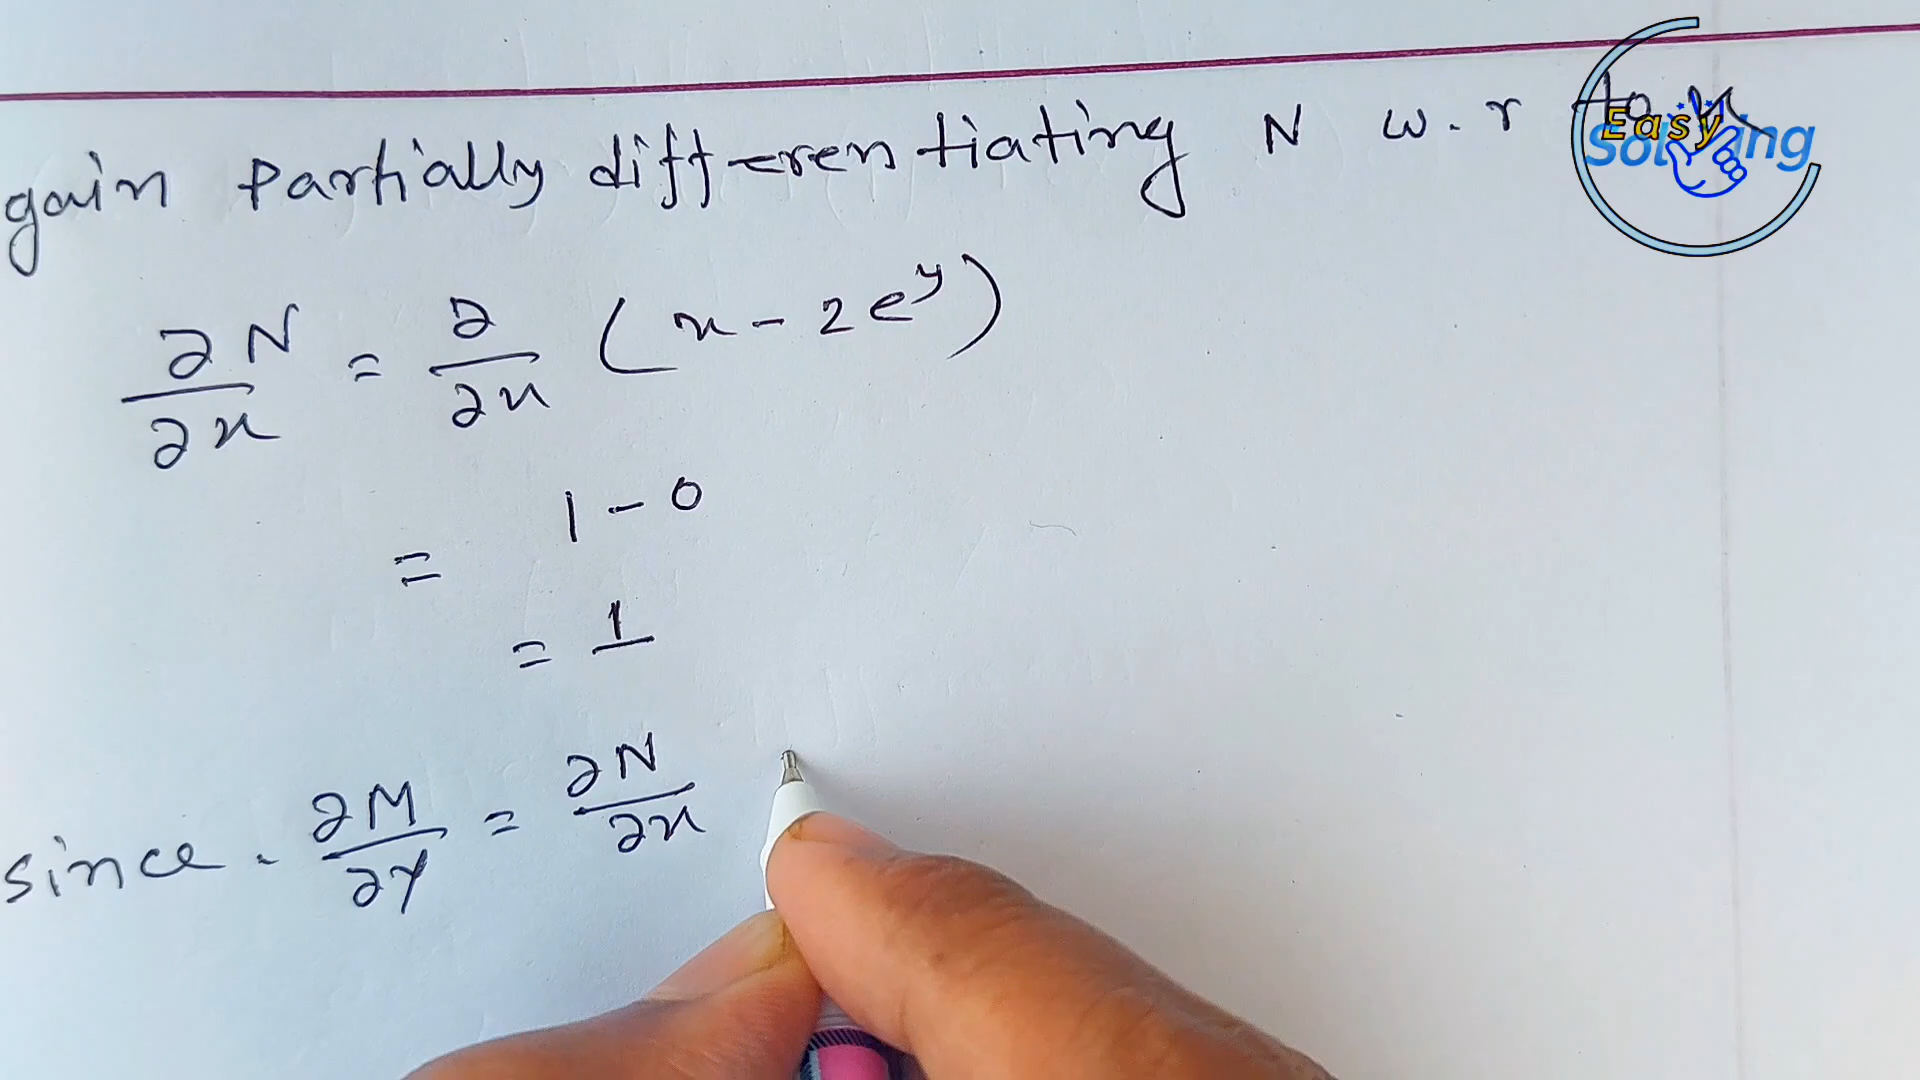 gain Partially differentiating N w.r to x
Easy
Solving
∂N/∂x = ∂/∂x (x - 2e^y)
= 1 - 0
= 1
since. ∂M/∂y = ∂N/∂x